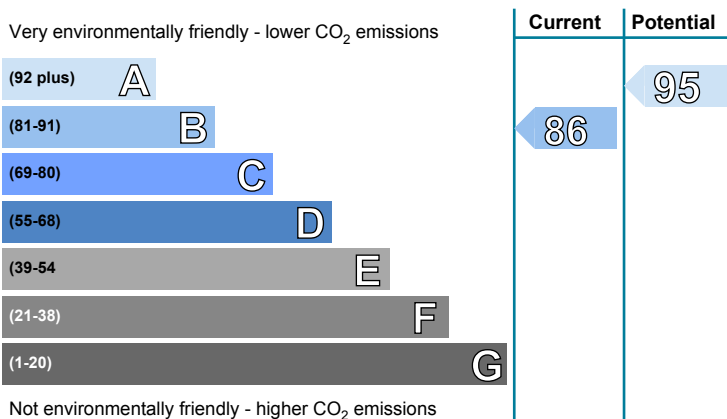 Current Potential
Very environmentally friendly - lower CO2 emissions
(92 plus) A 95
(81-91) B 86
(69-80) C
(55-68) D
(39-54 E
(21-38) F
(1-20) G
Not environmentally friendly - higher CO2 emissions